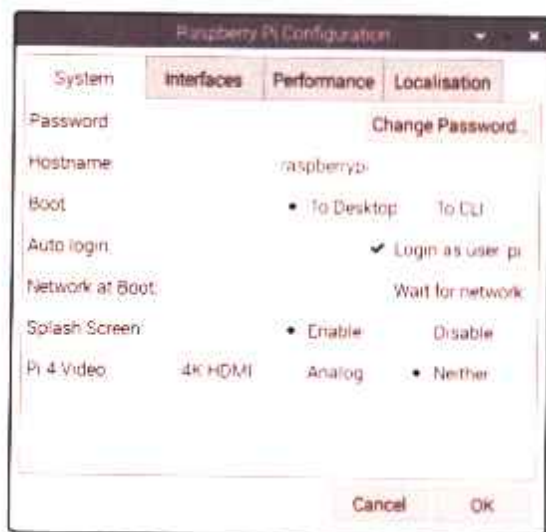 Raspberry Pi Configuration
System Interfaces Performance Localisation
Password Change Password...
Hostname: raspberrypi
Boot To Desktop To CLI
Auto login: Login as user pi
Network at Boot: Wait for network
Splash Screen: Enable Disable
Pi 4 Video: 4K HDMI Analog Neither
Cancel OK